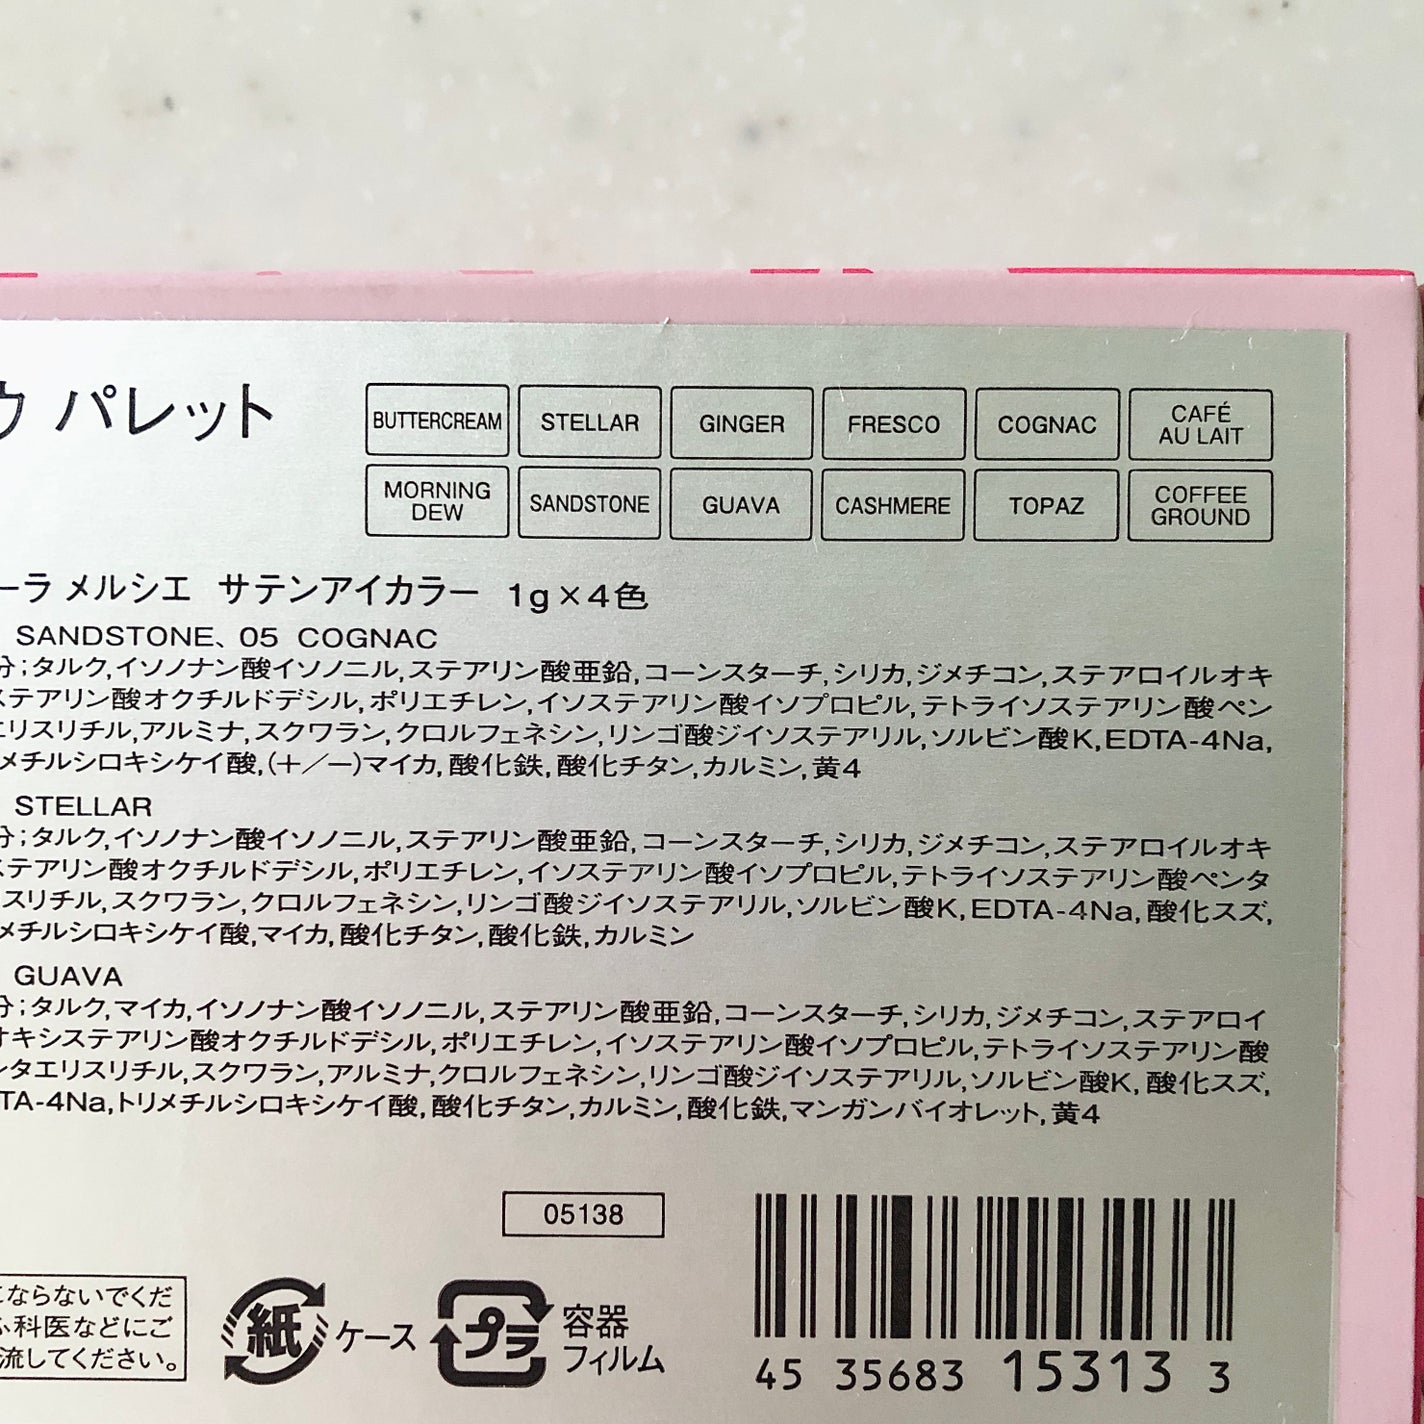 ウ パレット
BUTTERCREAM STELLAR GINGER FRESCO COGNAC CAFÉ AU LAIT
MORNING DEW SANDSTONE GUAVA CASHMERE TOPAZ COFFEE GROUND
ーラ メルシエ サテンアイカラー 1g×4色
SANDSTONE、05 COGNAC
分;タルク,イソノナン酸イソノニル,ステアリン酸亜鉛,コーンスターチ,シリカ,ジメチコン,ステアロイルオキ
ステアリン酸オクチルドデシル,ポリエチレン,イソステアリン酸イソプロピル,テトライソステアリン酸ペン
エリスリチル,アルミナ,スクワラン,クロルフェネシン,リンゴ酸ジイソステアリル,ソルビン酸K,EDTA-4Na,
メチルシロキシケイ酸,(+/−)マイカ,酸化鉄,酸化チタン,カルミン,黄4
STELLAR
分;タルク,イソノナン酸イソノニル,ステアリン酸亜鉛,コーンスターチ,シリカ,ジメチコン,ステアロイルオキ
ステアリン酸オクチルドデシル,ポリエチレン,イソステアリン酸イソプロピル,テトライソステアリン酸ペンタ
スリチル,スクワラン,クロルフェネシン,リンゴ酸ジイソステアリル,ソルビン酸K,EDTA-4Na,酸化スズ,
メチルシロキシケイ酸,マイカ,酸化チタン,酸化鉄,カルミン
GUAVA
分;タルク,マイカ,イソノナン酸イソノニル,ステアリン酸亜鉛,コーンスターチ,シリカ,ジメチコン,ステアロイ
オキシステアリン酸オクチルドデシル,ポリエチレン,イソステアリン酸イソプロピル,テトライソステアリン酸
ンタエリスリチル,スクワラン,アルミナ,クロルフェネシン,リンゴ酸ジイソステアリル,ソルビン酸K,酸化スズ,
TA-4Na,トリメチルシロキシケイ酸,酸化チタン,カルミン,酸化鉄,マンガンバイオレット,黄4
05138
こならないでくだ
ふ科医などにご
流してください。
紙 ケース
プラ 容器
フィルム
45 35683 15313 3